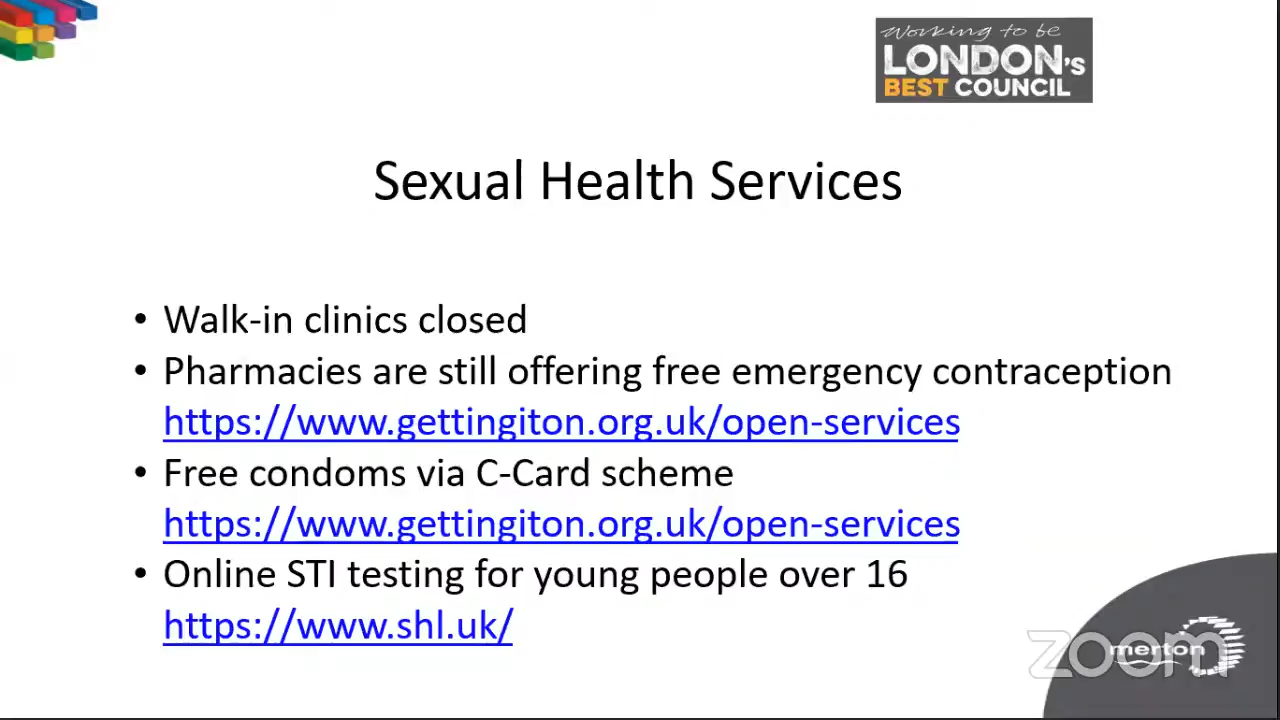 Working to be
LONDON's
BEST COUNCIL
Sexual Health Services
• Walk-in clinics closed
• Pharmacies are still offering free emergency contraception
https://www.gettingiton.org.uk/open-services
• Free condoms via C-Card scheme
https://www.gettingiton.org.uk/open-services
• Online STI testing for young people over 16
https://www.shl.uk/
zoom
merton